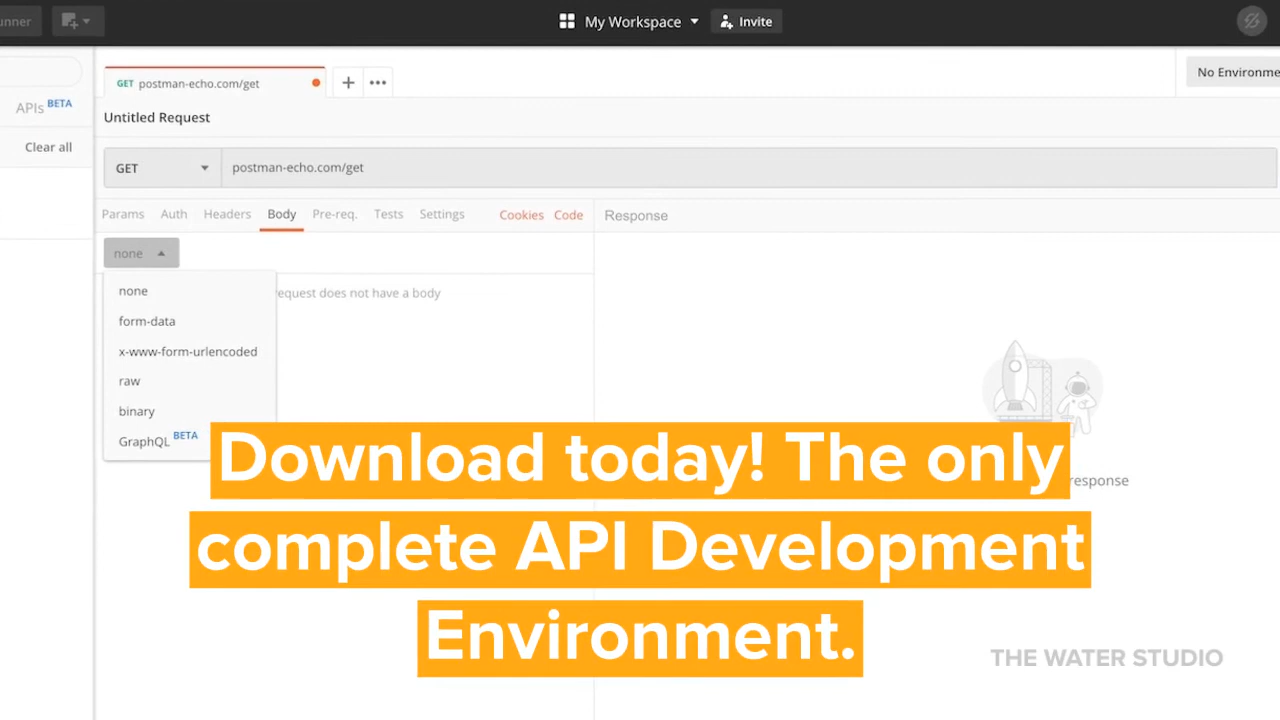 unner
My Workspace
Invite
GET postman-echo.com/get
No Environme
APIs BETA
Untitled Request
Clear all
GET
postman-echo.com/get
Params Auth Headers Body Pre-req. Tests Settings Cookies Code
Response
none
none
equest does not have a body
form-data
x-www-form-urlencoded
raw
binary
GraphQL BETA
response
Download today! The only
complete API Development
Environment.
THE WATER STUDIO